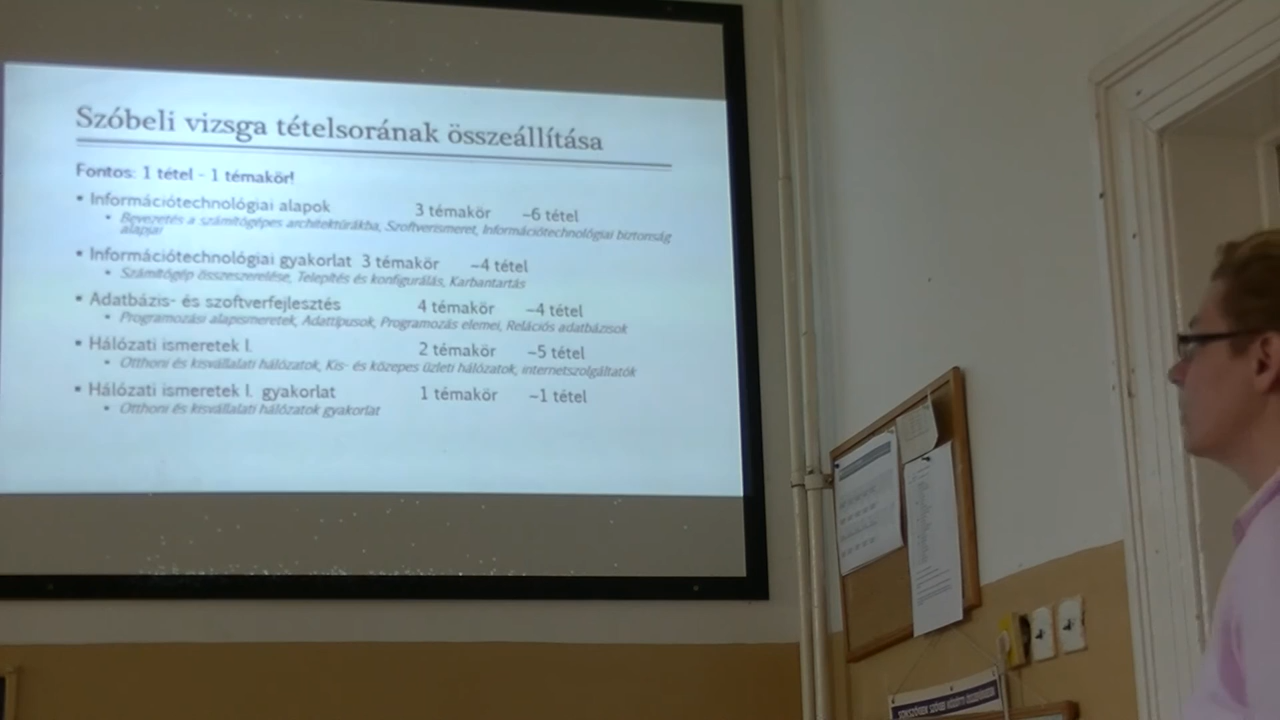 Szóbeli vizsga tételsorának összeállítása
Fontos: 1 tétel - 1 témakör!
▪ Információtechnológiai alapok 3 témakör ~6 tétel
• Bevezetés a számítógépes architektúrákba, Szoftverismeret, Információtechnológiai biztonság
alapjai
▪ Információtechnológiai gyakorlat 3 témakör ~4 tétel
• Számítógép összeszerelése, Telepítés és konfigurálás, Karbantartás
▪ Adatbázis- és szoftverfejlesztés 4 témakör ~4 tétel
• Programozási alapismeretek, Adattípusok, Programozás elemei, Relációs adatbázisok
▪ Hálózati ismeretek I. 2 témakör ~5 tétel
• Otthoni és kisvállalati hálózatok, Kis- és közepes üzleti hálózatok, internetszolgáltatók
▪ Hálózati ismeretek I. gyakorlat 1 témakör ~1 tétel
• Otthoni és kisvállalati hálózatok gyakorlat